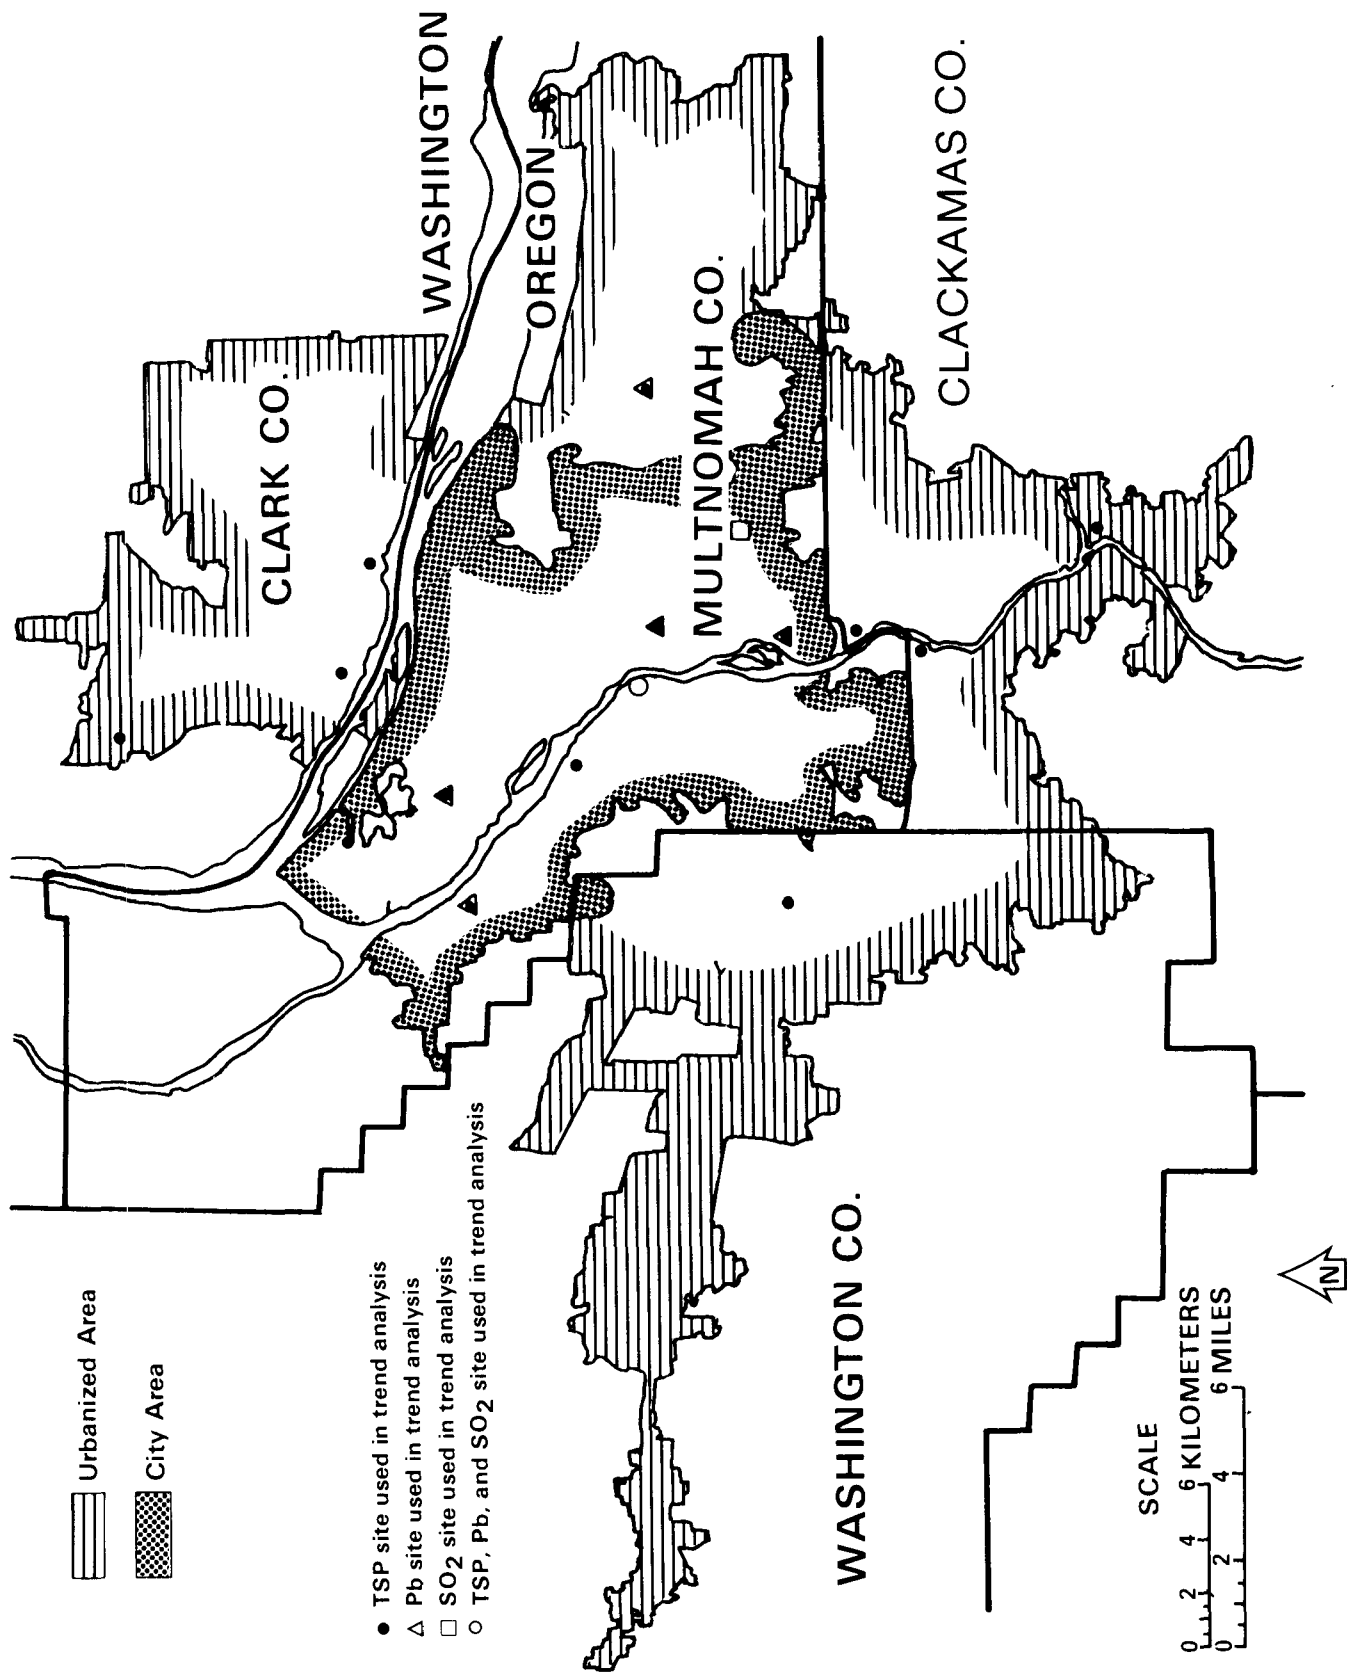 Urbanized Area
City Area
● TSP site used in trend analysis
△ Pb site used in trend analysis
□ SO2 site used in trend analysis
○ TSP, Pb, and SO2 site used in trend analysis
CLARK CO.
WASHINGTON
OREGON
MULTNOMAH CO.
CLACKAMAS CO.
WASHINGTON CO.
SCALE
0 2 4 6 KILOMETERS
0 2 4 6 MILES
N